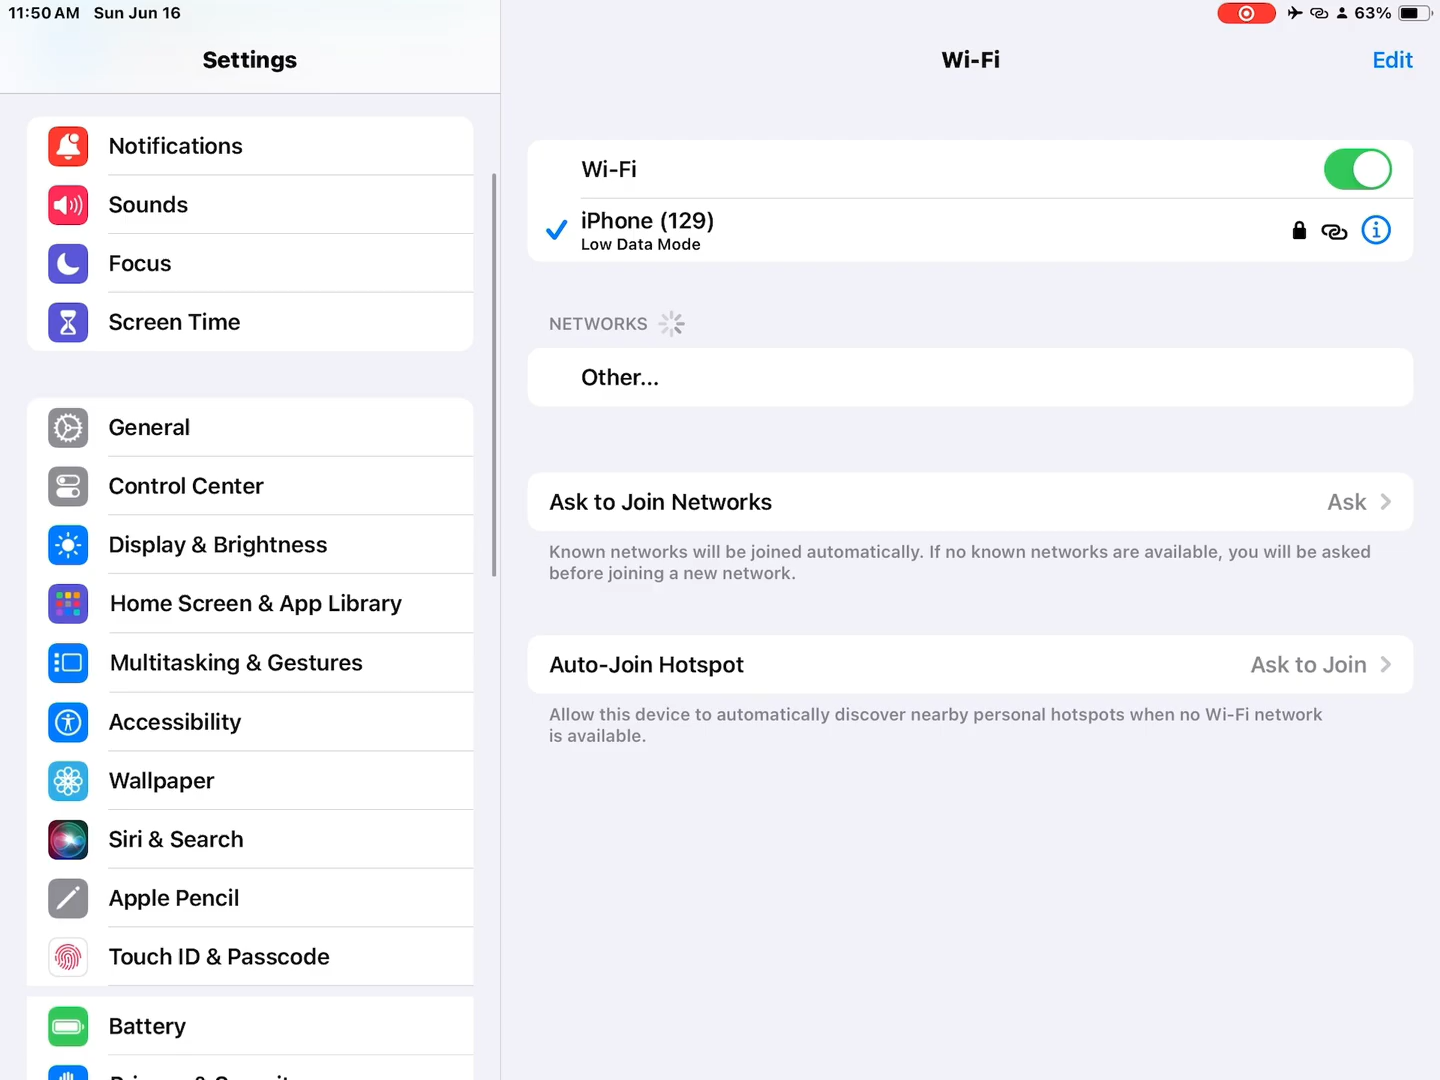 11:50 AM Sun Jun 16
63%
Settings
Notifications
Sounds
Focus
Screen Time
General
Control Center
Display & Brightness
Home Screen & App Library
Multitasking & Gestures
Accessibility
Wallpaper
Siri & Search
Apple Pencil
Touch ID & Passcode
Battery
Wi-Fi
Edit
Wi-Fi
iPhone (129)
Low Data Mode
NETWORKS
Other...
Ask to Join Networks
Ask
Known networks will be joined automatically. If no known networks are available, you will be asked
before joining a new network.
Auto-Join Hotspot
Ask to Join
Allow this device to automatically discover nearby personal hotspots when no Wi-Fi network
is available.